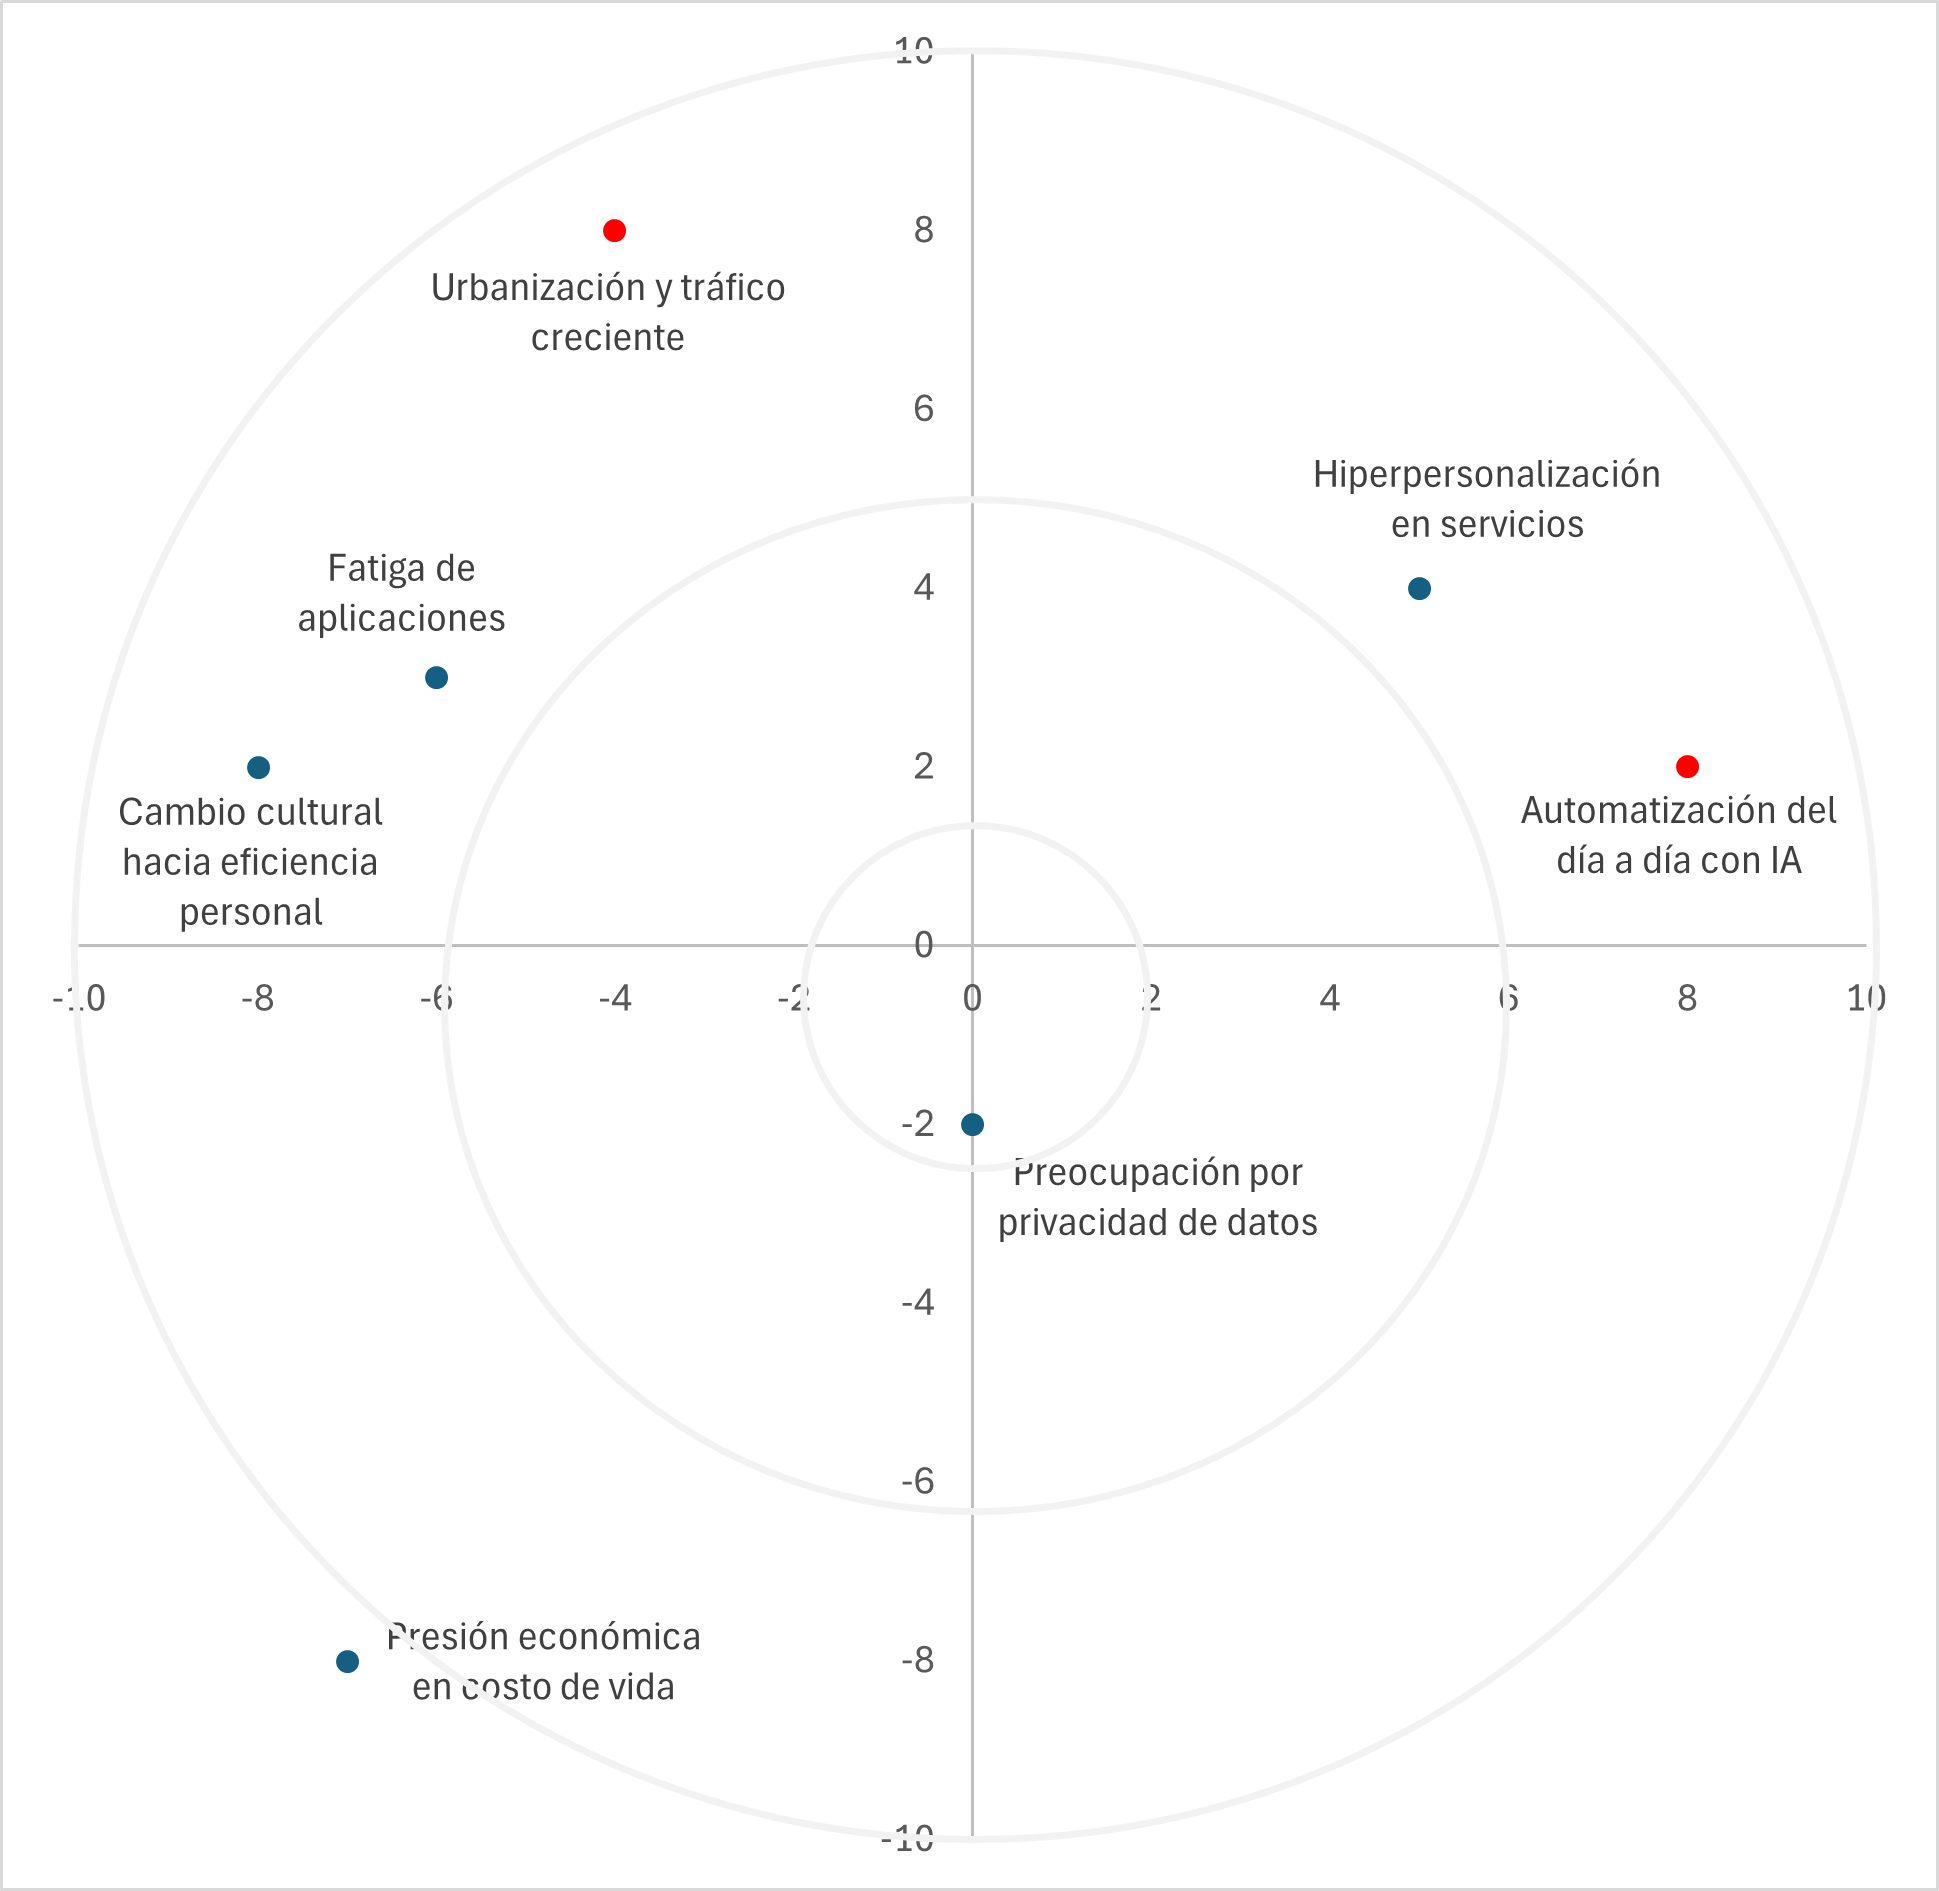 10
8
Urbanización y tráfico
creciente
6
Hiperpersonalización
en servicios
Fatiga de
aplicaciones
4
2
Cambio cultural
hacia eficiencia
personal
Automatización del
día a día con IA
0
-10 -8 -6 -4 -2 0 2 4 6 8 10
-2
Preocupación por
privacidad de datos
-4
-6
Presión económica
en costo de vida
-8
-10